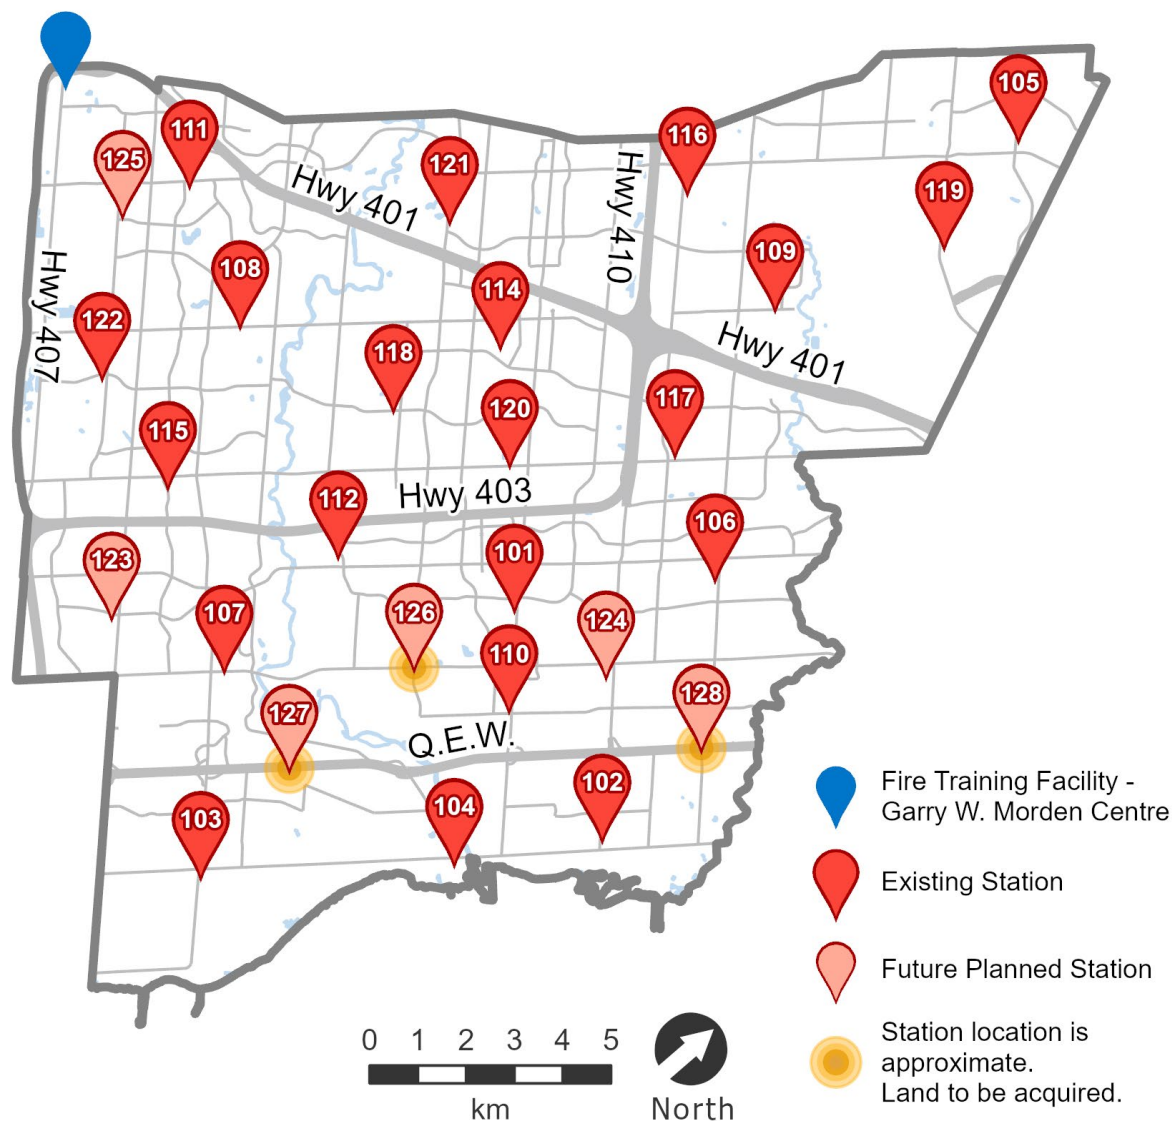 105
111
116
121
125
Hwy 401
Hwy 410
119
109
108
Hwy 407
114
122
118
Hwy 401
117
120
115
112
Hwy 403
106
101
123
107
126
124
110
128
127
Q.E.W.
102
104
103
Fire Training Facility -
Garry W. Morden Centre
Existing Station
Future Planned Station
Station location is
approximate.
Land to be acquired.
0 1 2 3 4 5
km
North